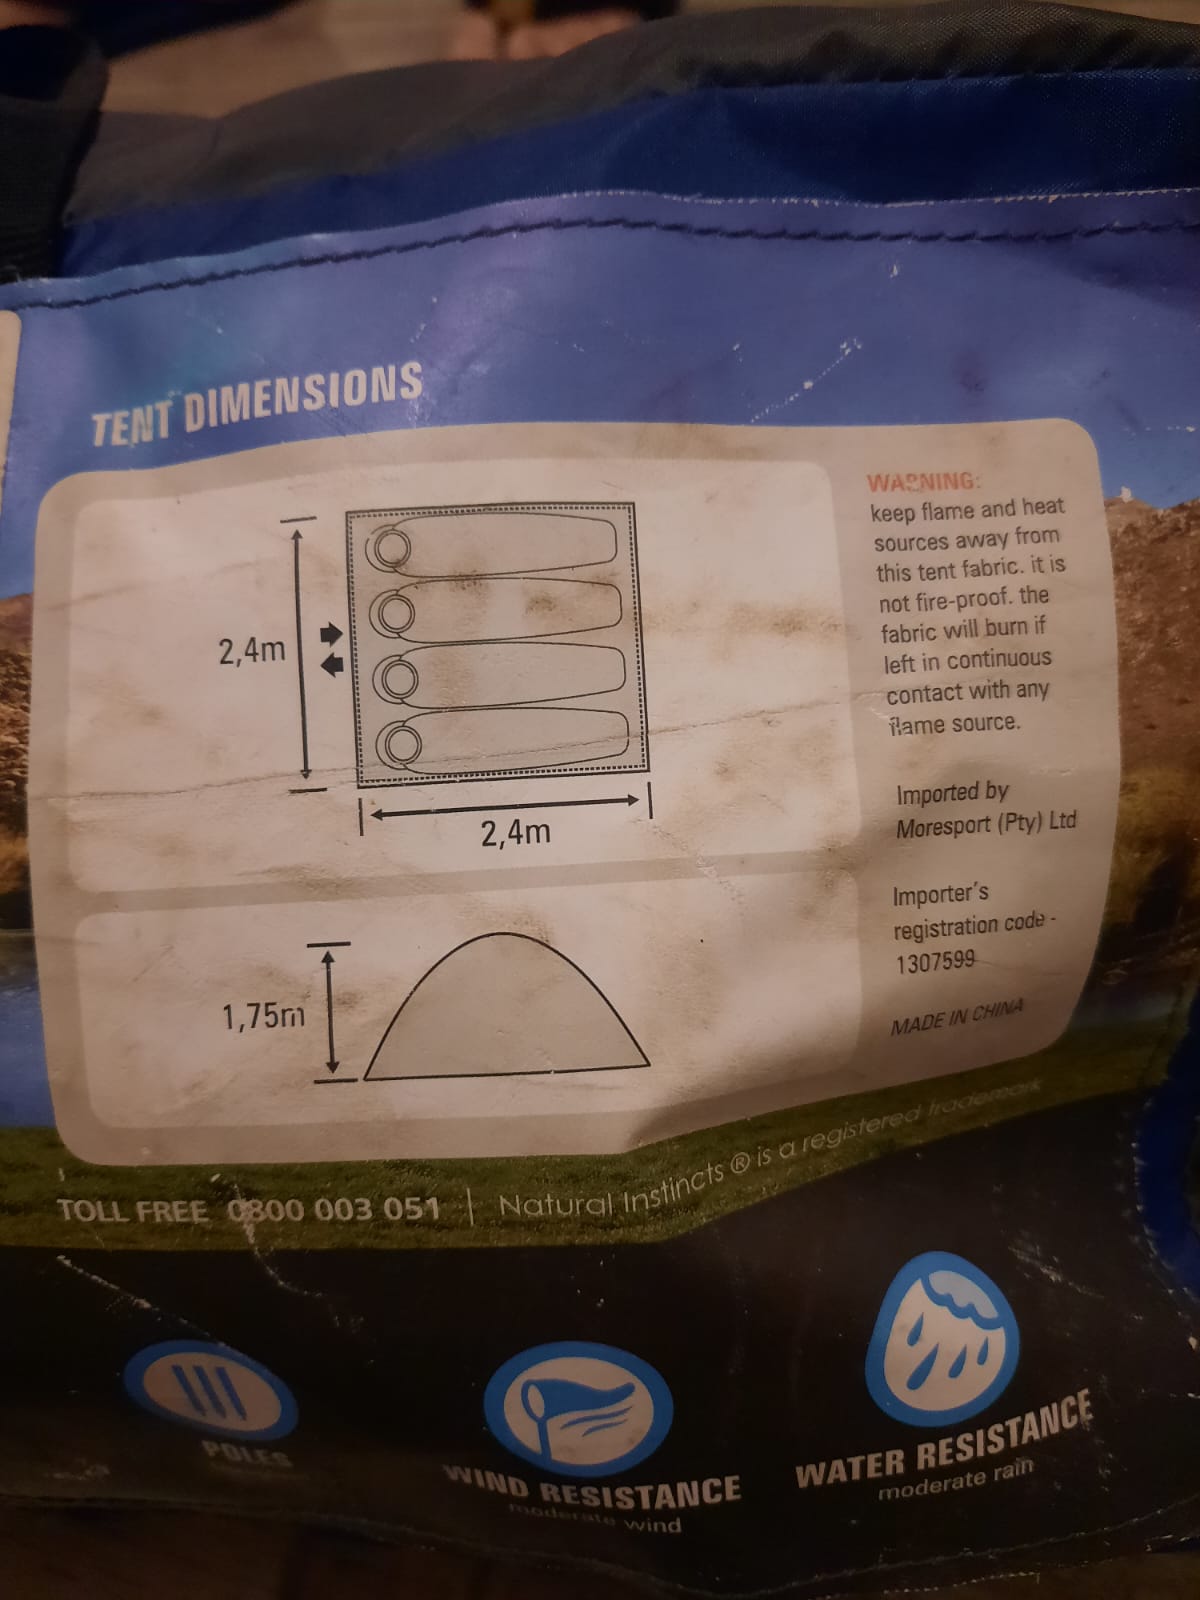 TENT DIMENSIONS
2,4m
2,4m
1,75m
WARNING:
keep flame and heat
sources away from
this tent fabric. it is
not fire-proof. the
fabric will burn if
left in continuous
contact with any
flame source.
Imported by
Moresport (Pty) Ltd
Importer's
registration code -
1307599
MADE IN CHINA
TOLL FREE 0800 003 051 | Natural Instincts ® is a registered trademark
POLES
WIND RESISTANCE
moderate wind
WATER RESISTANCE
moderate rain